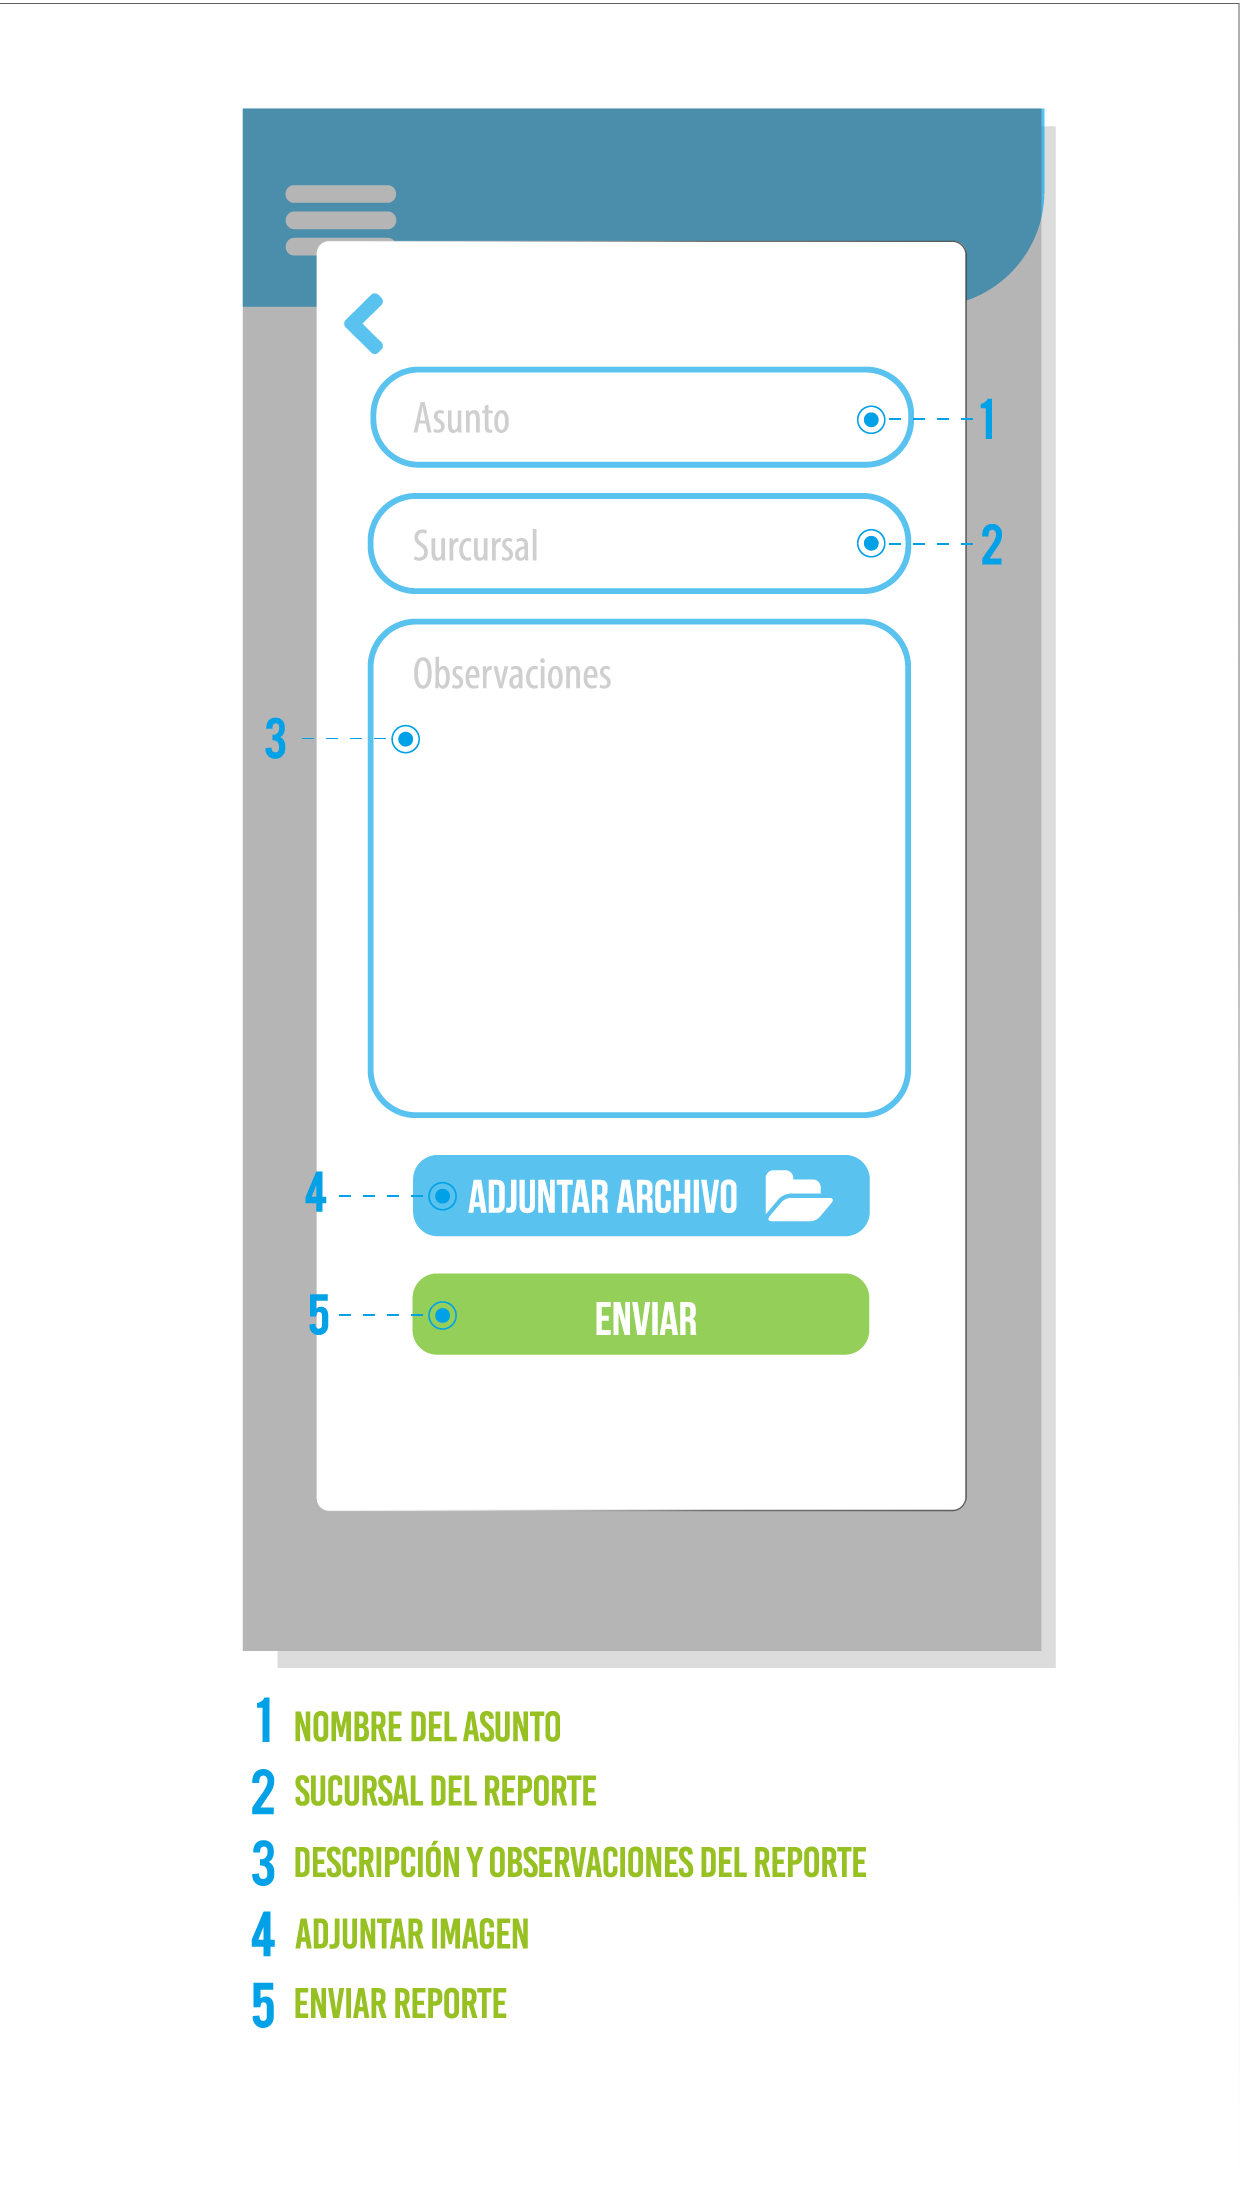 Asunto
1
Surcursal
2
Observaciones
3
4
ADJUNTAR ARCHIVO
5
ENVIAR
1 NOMBRE DEL ASUNTO
2 SUCURSAL DEL REPORTE
3 DESCRIPCIÓN Y OBSERVACIONES DEL REPORTE
4 ADJUNTAR IMAGEN
5 ENVIAR REPORTE